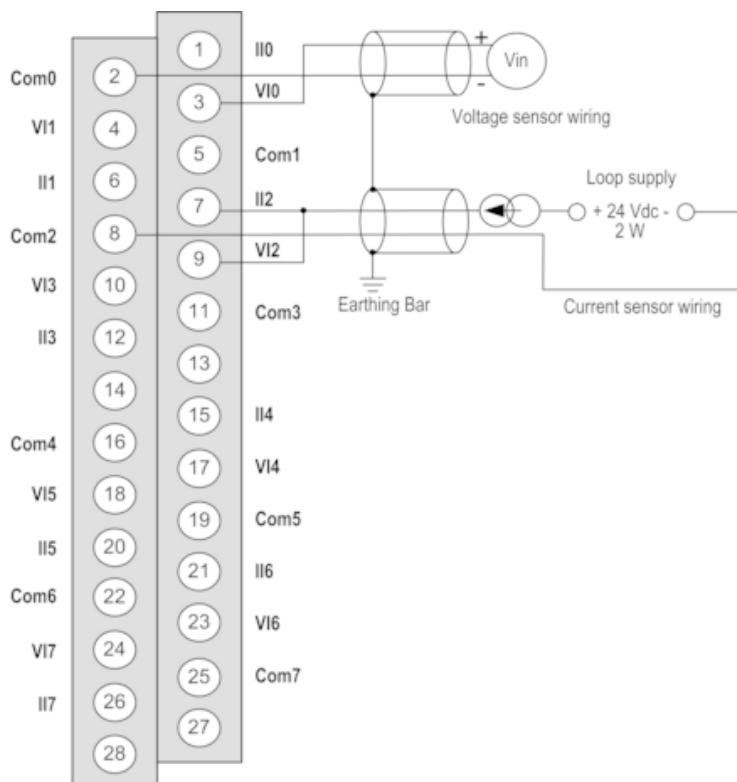 1 II0
Com0 2
+
Vin
-
3 VI0
Voltage sensor wiring
VI1 4
5 Com1
II1 6
Loop supply
7 II2
+ 24 Vdc -
2 W
Com2 8
9 VI2
VI3 10
Earthing Bar
Current sensor wiring
11 Com3
II3 12
13
14
15 II4
Com4 16
17 VI4
VI5 18
19 Com5
II5 20
21 II6
Com6 22
23 VI6
VI7 24
25 Com7
II7 26
27
28